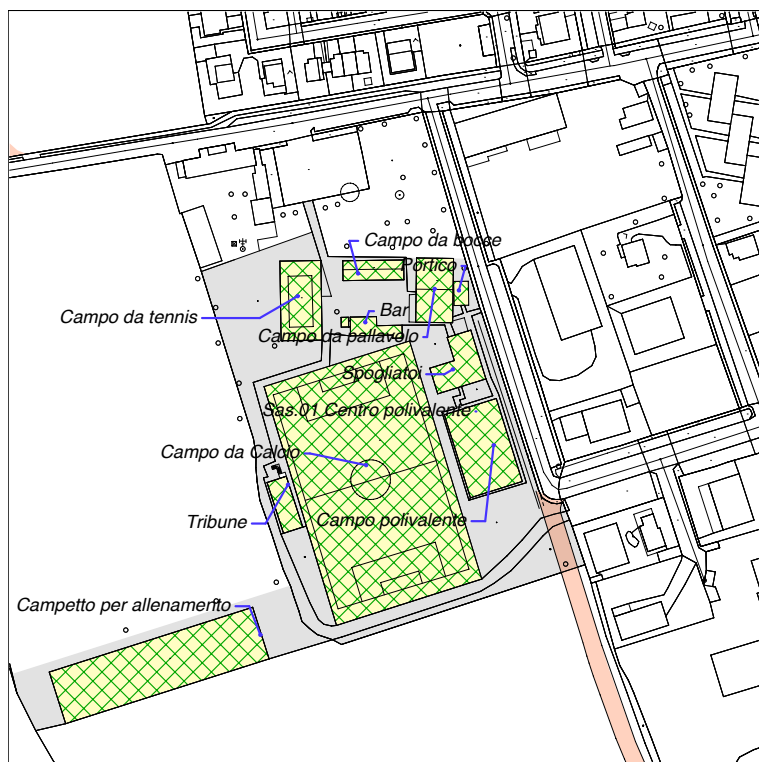 Campo da bocse
Portico
Campo da tennis
Bar
Campo da pallavolo
Spogliatoi
Sas.01 Centro polivalente
Campo da Calcio
Tribune
Campo polivalente
Campetto per allenamento